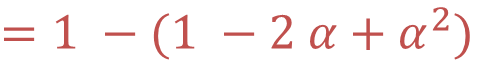 = 1 − (1 − 2 α + α²)